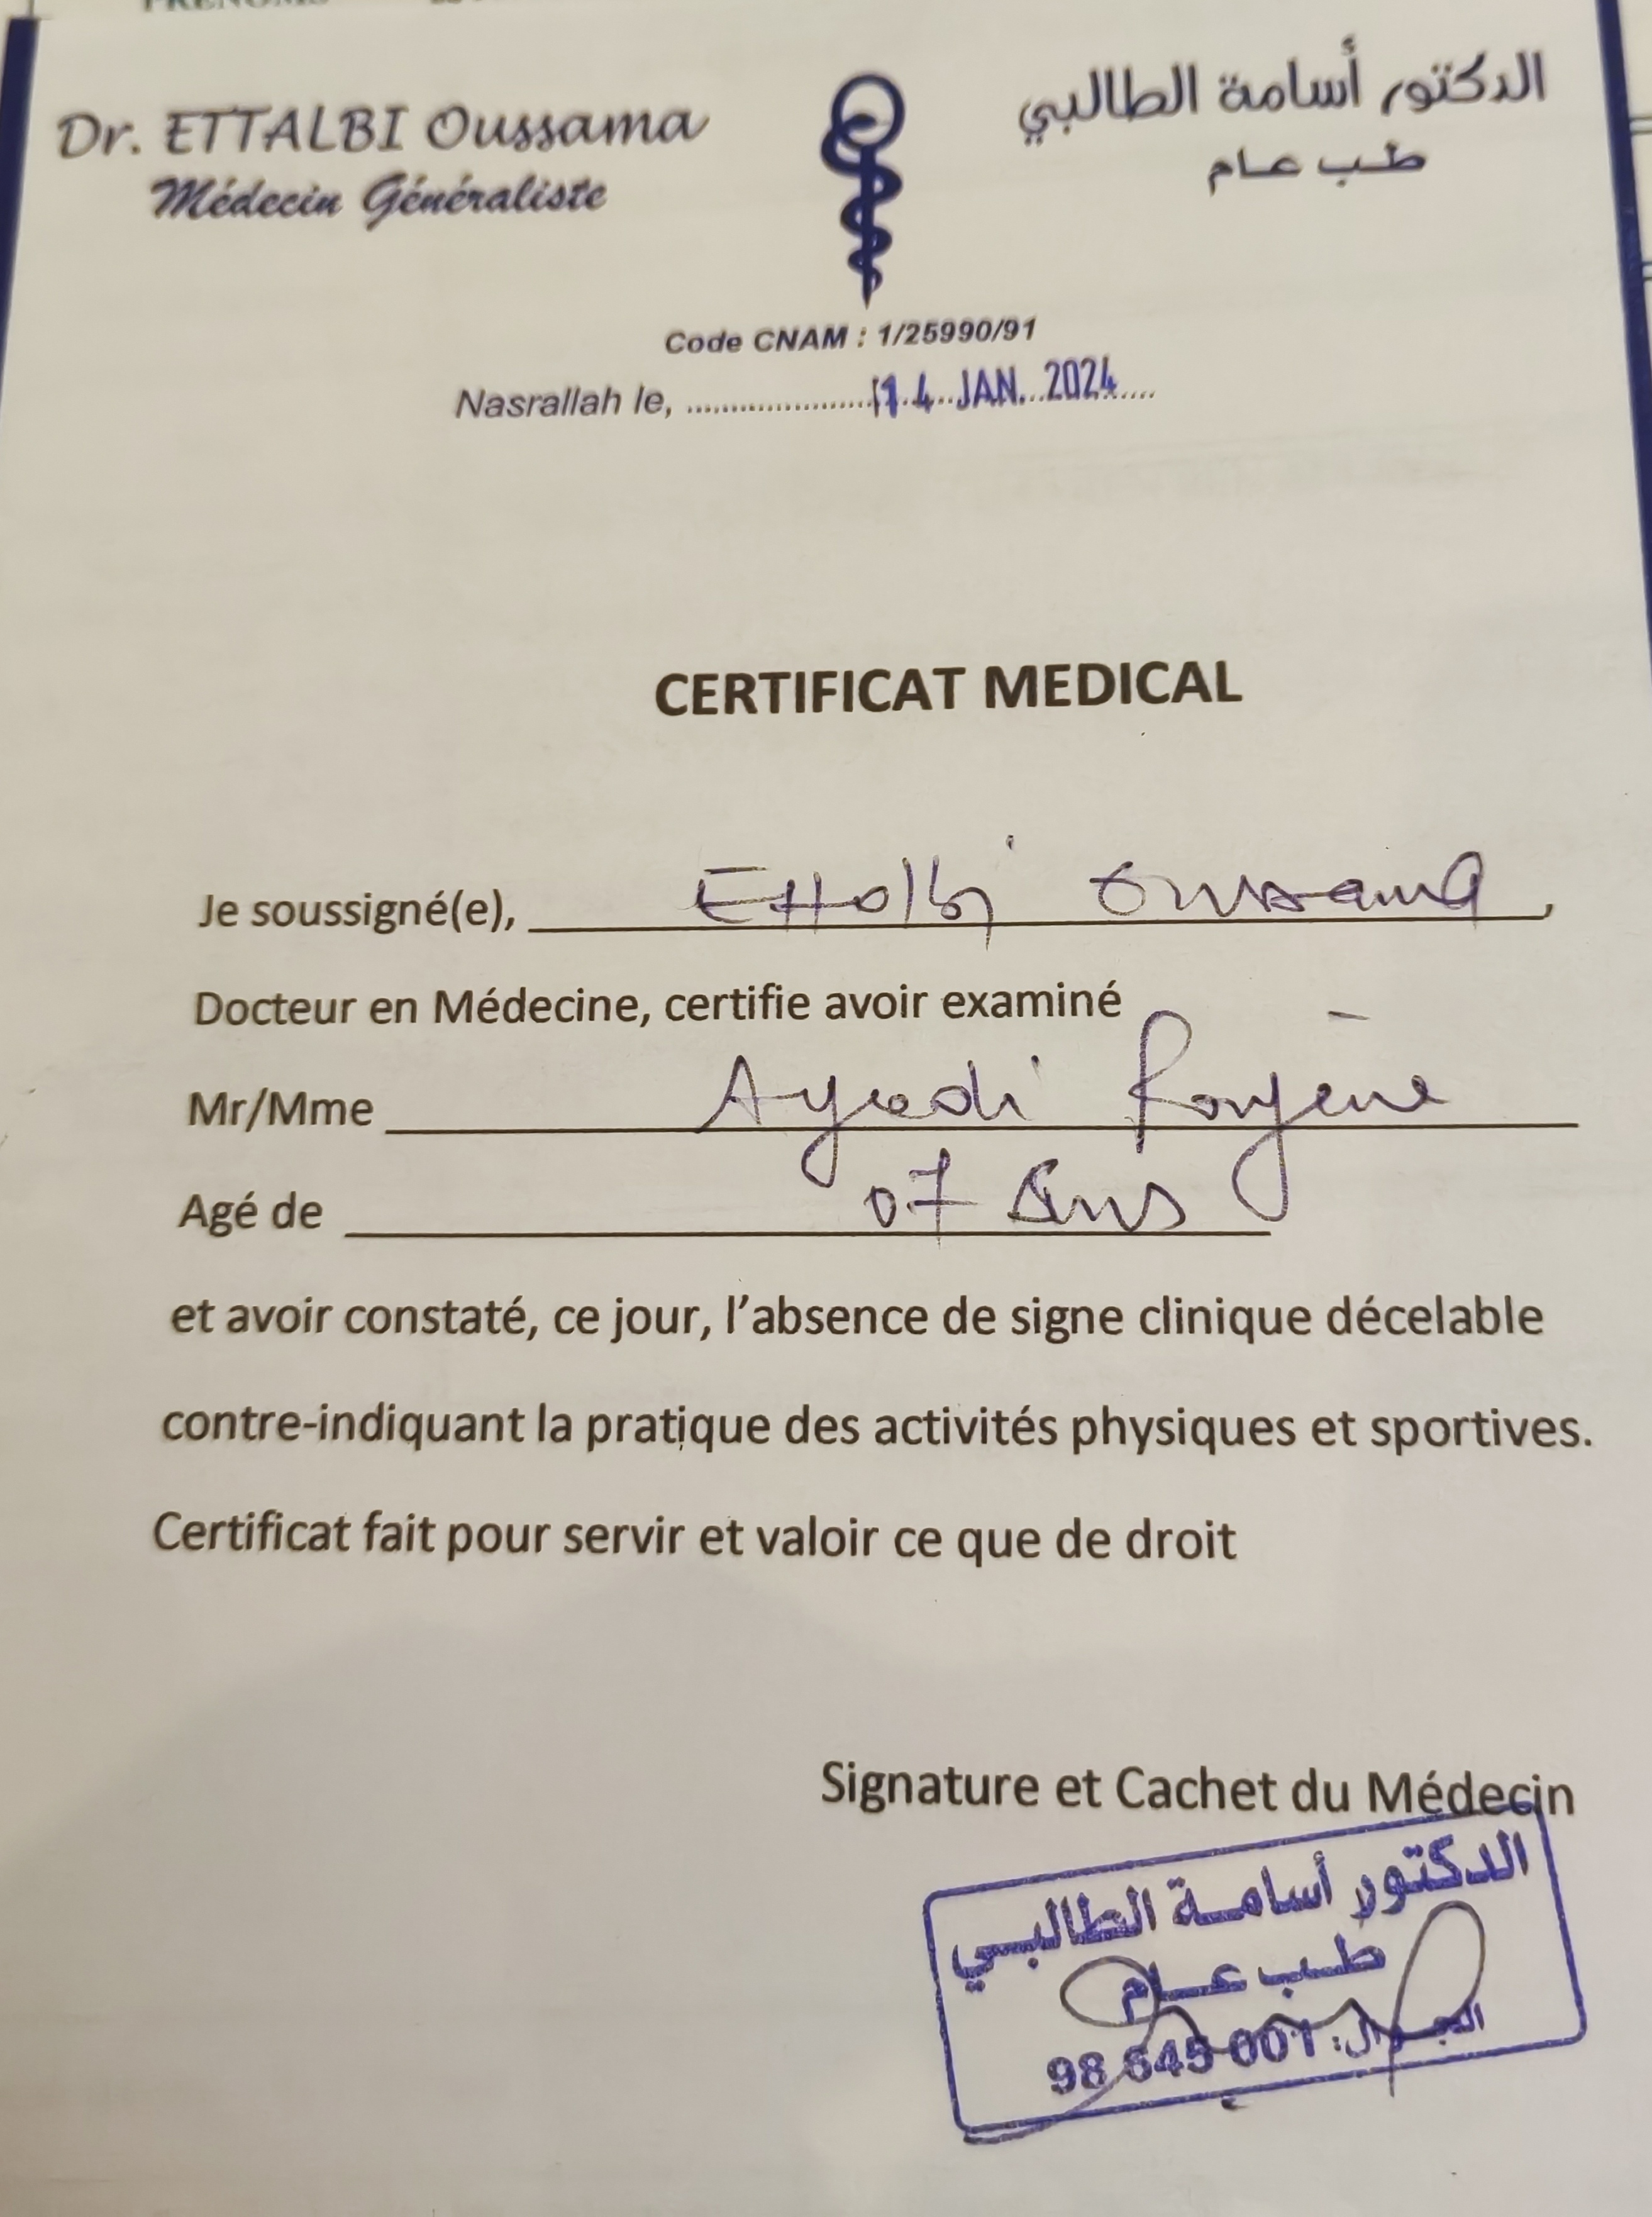 Dr. ETTALBI Oussama
Médecin Généraliste
الدكتور أسامة الطالبي
طب عام
Code CNAM : 1/25990/91
Nasrallah le, 14 JAN. 2024
CERTIFICAT MEDICAL
Je soussigné(e), Ettalbi Oussama,
Docteur en Médecine, certifie avoir examiné
Mr/Mme Ayadi
Agé de 07 Ans
et avoir constaté, ce jour, l’absence de signe clinique décelable
contre-indiquant la pratique des activités physiques et sportives.
Certificat fait pour servir et valoir ce que de droit
Signature et Cachet du Médecin
الدكتور أسامة الطالبي
طب عام
الجوال: 98 645 001